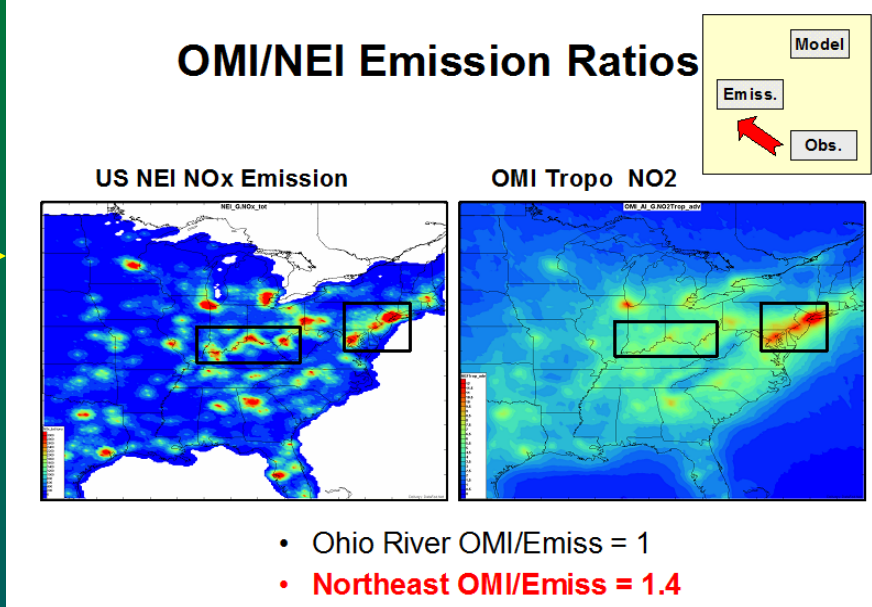 OMI/NEI Emission Ratios
Model
Emiss.
Obs.
US NEI NOx Emission
OMI Tropo NO2
NEI_G.NOx_tot
OMI_AI_G.NO2Trop_adv
• Ohio River OMI/Emiss = 1
• Northeast OMI/Emiss = 1.4